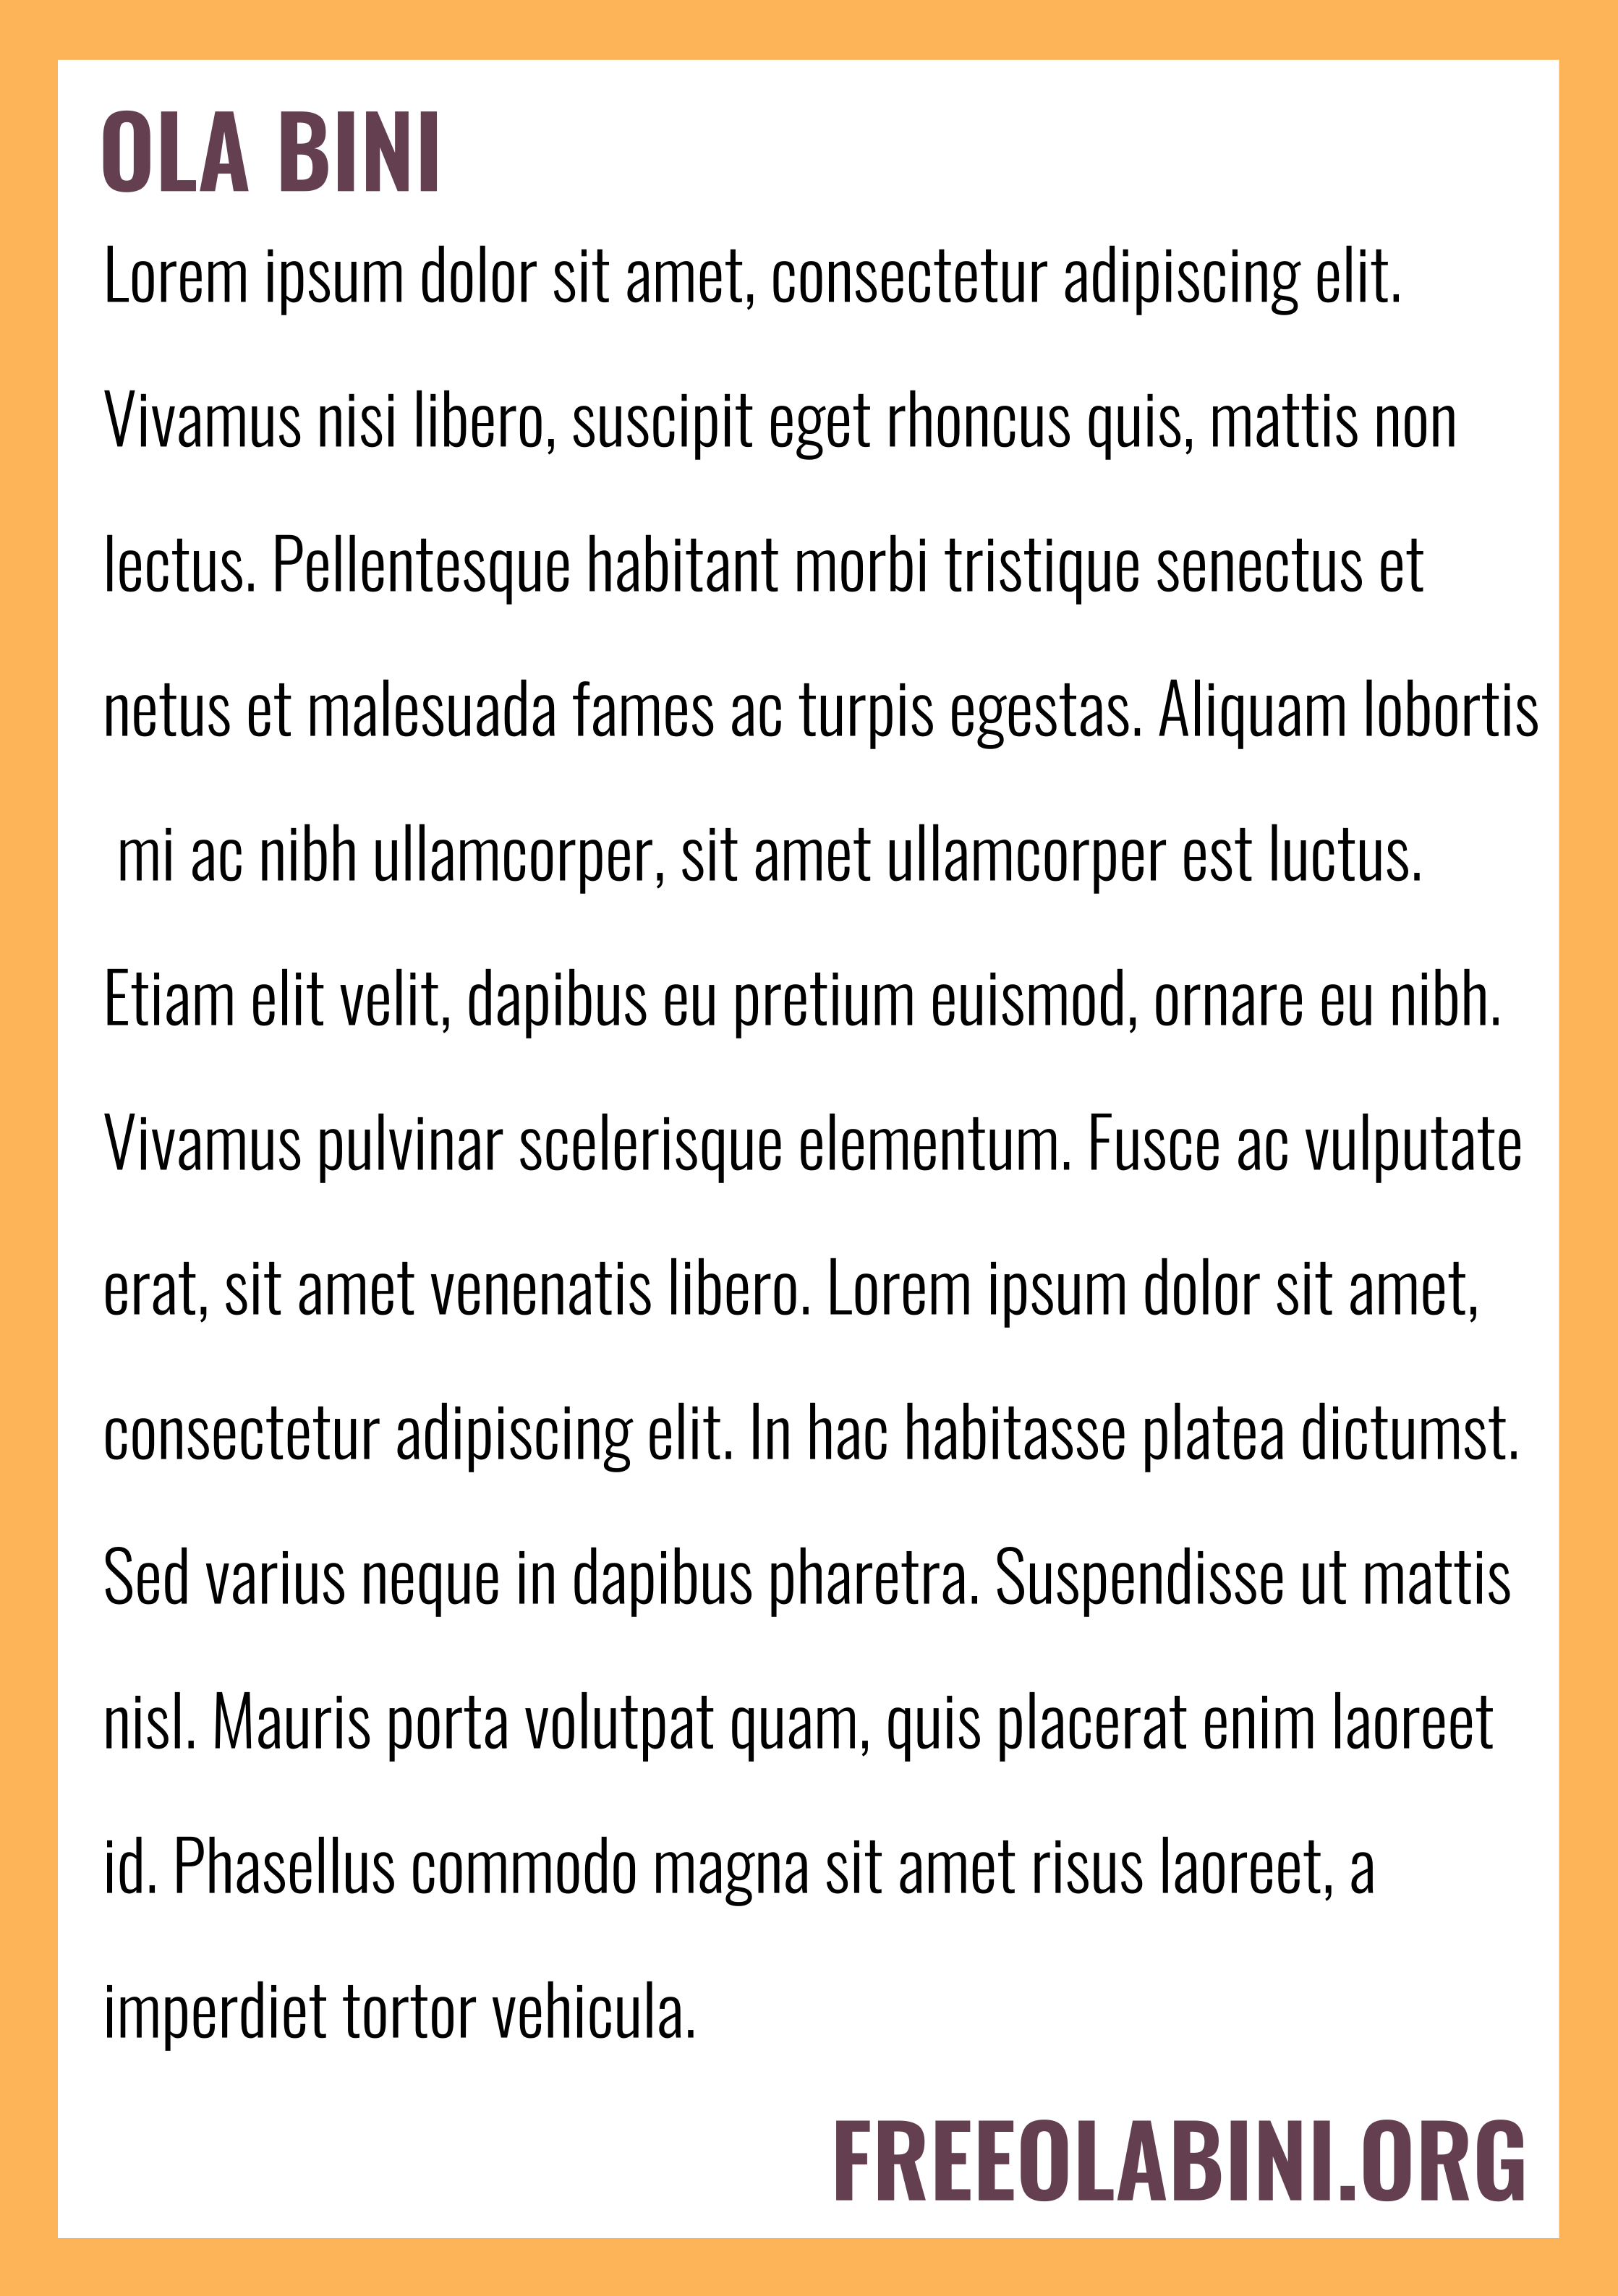 OLA BINI
Lorem ipsum dolor sit amet, consectetur adipiscing elit.
Vivamus nisi libero, suscipit eget rhoncus quis, mattis non
lectus. Pellentesque habitant morbi tristique senectus et
netus et malesuada fames ac turpis egestas. Aliquam lobortis
mi ac nibh ullamcorper, sit amet ullamcorper est luctus.
Etiam elit velit, dapibus eu pretium euismod, ornare eu nibh.
Vivamus pulvinar scelerisque elementum. Fusce ac vulputate
erat, sit amet venenatis libero. Lorem ipsum dolor sit amet,
consectetur adipiscing elit. In hac habitasse platea dictumst.
Sed varius neque in dapibus pharetra. Suspendisse ut mattis
nisl. Mauris porta volutpat quam, quis placerat enim laoreet
id. Phasellus commodo magna sit amet risus laoreet, a
imperdiet tortor vehicula.
FREEOLABINI.ORG